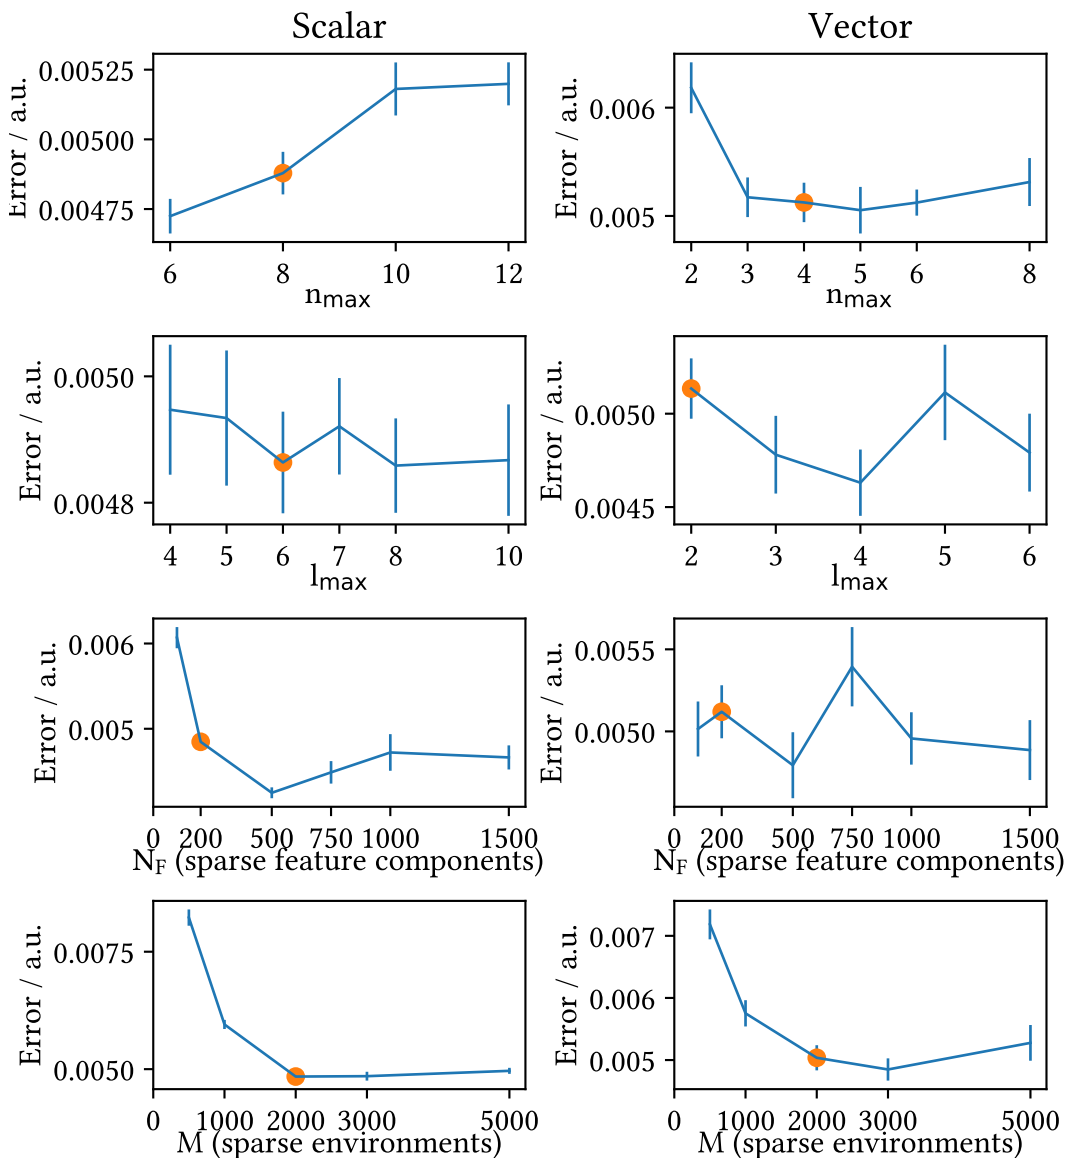 Scalar
Vector
Error / a.u.
0.00525
0.00500
0.00475
6 8 10 12
nmax
Error / a.u.
0.006
0.005
2 3 4 5 6 8
nmax
Error / a.u.
0.0050
0.0048
4 5 6 7 8 10
lmax
Error / a.u.
0.0050
0.0045
2 3 4 5 6
lmax
Error / a.u.
0.006
0.005
0 200 500 750 1000 1500
NF (sparse feature components)
Error / a.u.
0.0055
0.0050
0 200 500 750 1000 1500
NF (sparse feature components)
Error / a.u.
0.0075
0.0050
0 1000 2000 3000 5000
M (sparse environments)
Error / a.u.
0.007
0.006
0.005
0 1000 2000 3000 5000
M (sparse environments)